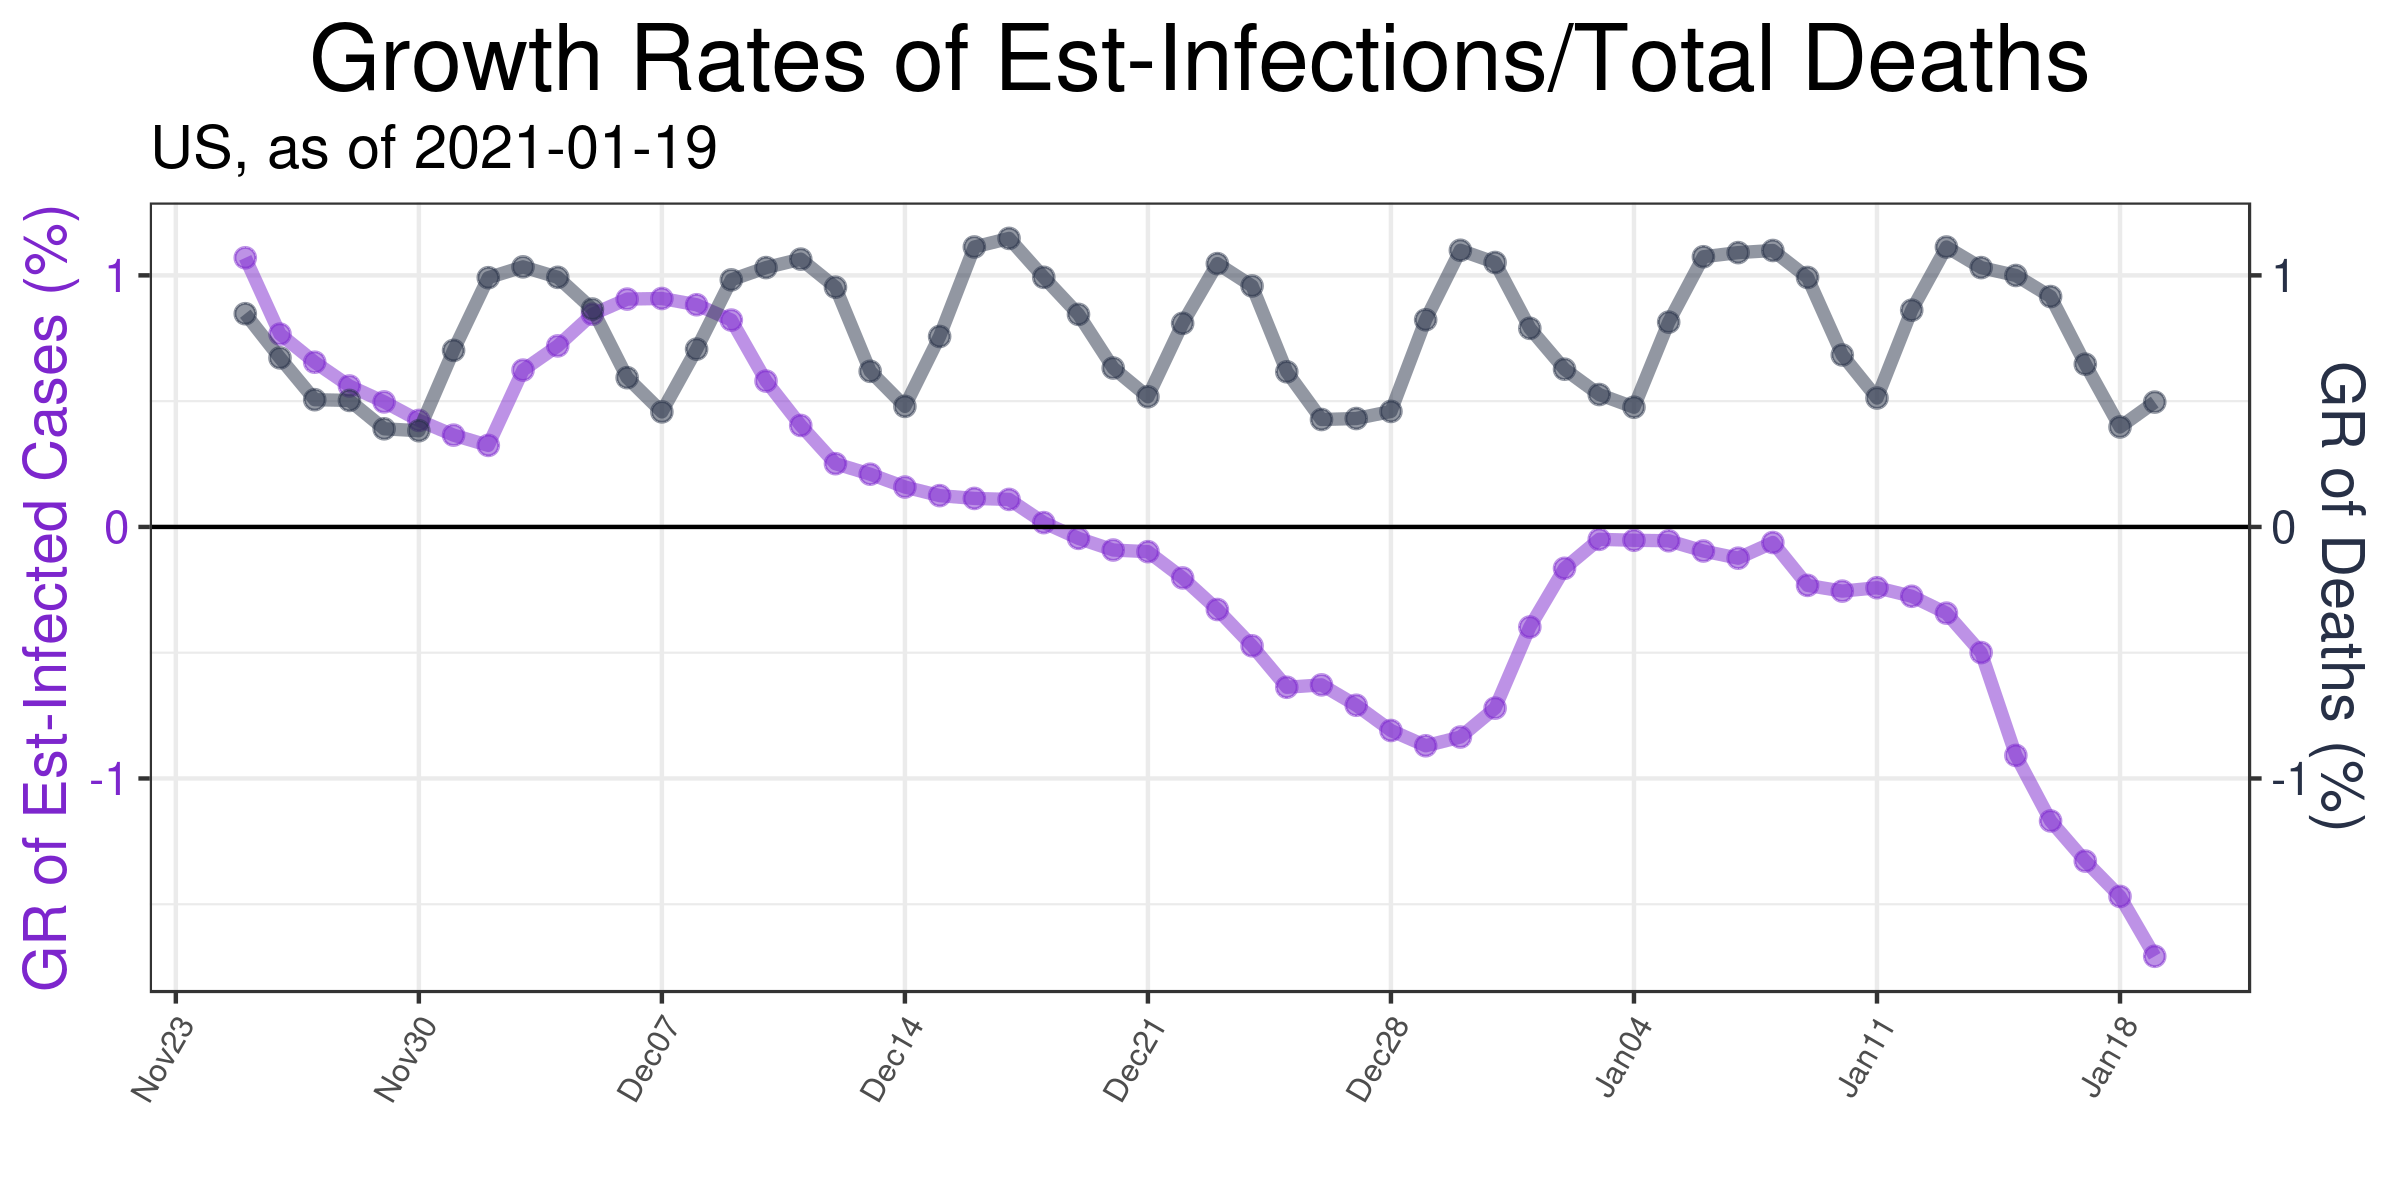 Growth Rates of Est-Infections/Total Deaths
US, as of 2021-01-19
GR of Est-Infected Cases (%)
1
0
-1
1
0
-1
GR of Deaths (%)
Nov23
Nov30
Dec07
Dec14
Dec21
Dec28
Jan04
Jan11
Jan18